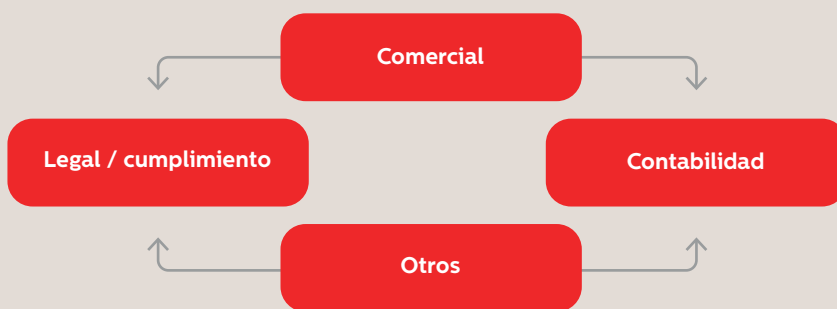 Comercial
Legal / cumplimiento
Contabilidad
Otros